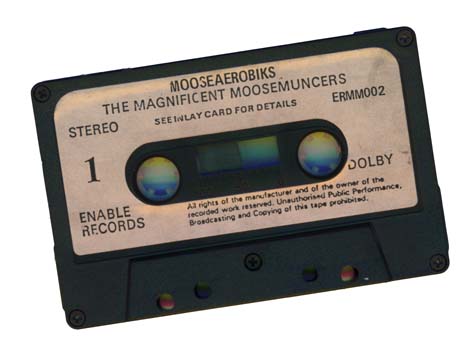 MOOSEAEROBIKS
THE MAGNIFICENT MOOSEMUNCERS
STEREO
SEE INLAY CARD FOR DETAILS
ERMM002
1
DOLBY
ENABLE
RECORDS
All rights of the manufacturer and of the owner of the
recorded work reserved. Unauthorised Public Performance,
Broadcasting and Copying of this tape prohibited.